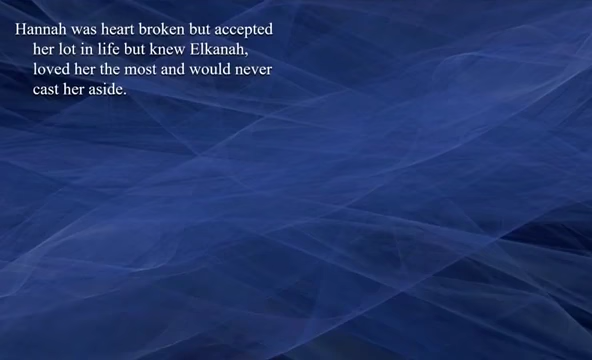 Hannah was heart broken but accepted
her lot in life but knew Elkanah,
loved her the most and would never
cast her aside.